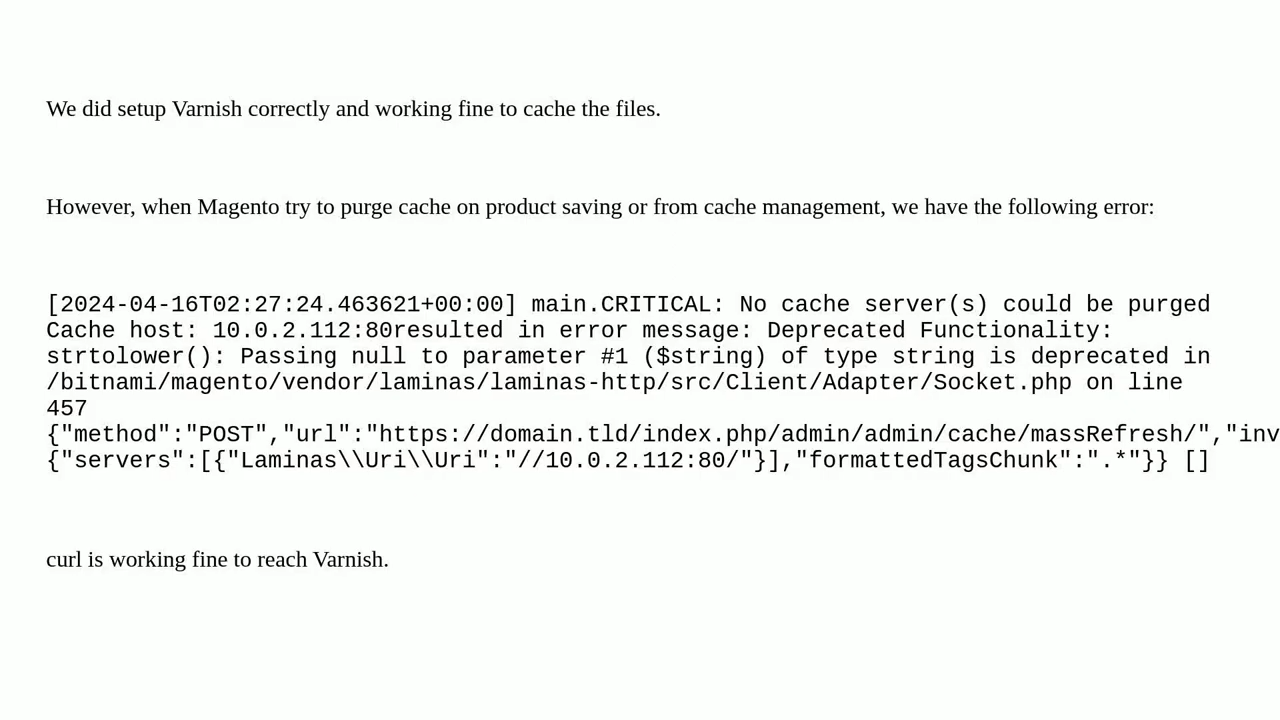 We did setup Varnish correctly and working fine to cache the files.
However, when Magento try to purge cache on product saving or from cache management, we have the following error:
[2024-04-16T02:27:24.463621+00:00] main.CRITICAL: No cache server(s) could be purged
Cache host: 10.0.2.112:80resulted in error message: Deprecated Functionality:
strtolower(): Passing null to parameter #1 ($string) of type string is deprecated in
/bitnami/magento/vendor/laminas/laminas-http/src/Client/Adapter/Socket.php on line
457
{"method":"POST","url":"https://domain.tld/index.php/admin/admin/cache/massRefresh/","inv
{"servers":[{"Laminas\\Uri\\Uri":"//10.0.2.112:80/"}],"formattedTagsChunk":".*"}} []
curl is working fine to reach Varnish.